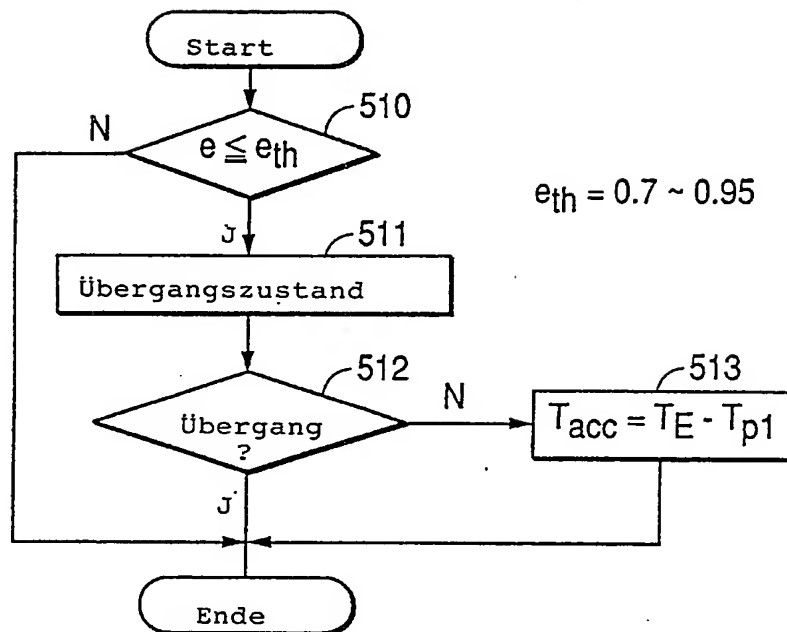 Start
510
N
e ≦ e_th
e_th = 0.7 ~ 0.95
J
511
Übergangszustand
512
513
N
T_acc = T_E - T_p1
Übergang
?
J
Ende